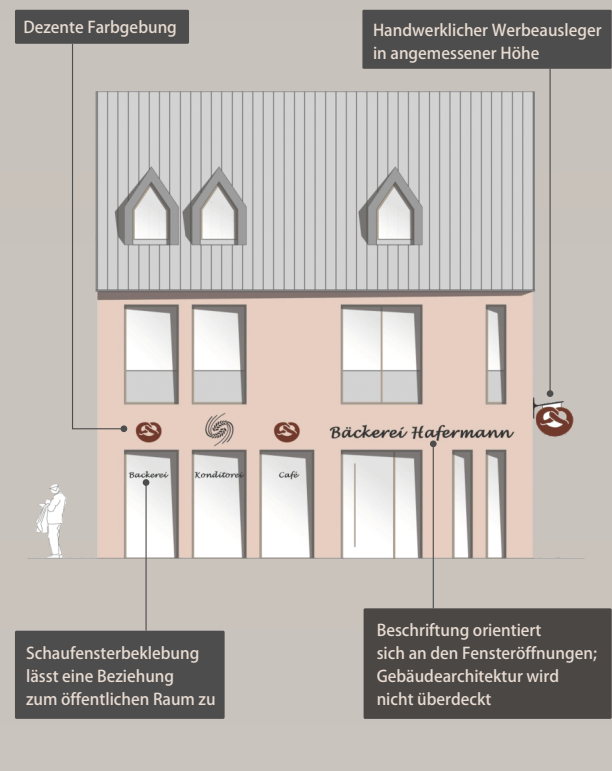 Dezente Farbgebung
Handwerklicher Werbeausleger
in angemessener Höhe
Bäckerei Hafermann
Backerei
Konditorei
Café
Schaufensterbeklebung
lässt eine Beziehung
zum öffentlichen Raum zu
Beschriftung orientiert
sich an den Fensteröffnungen;
Gebäudearchitektur wird
nicht überdeckt